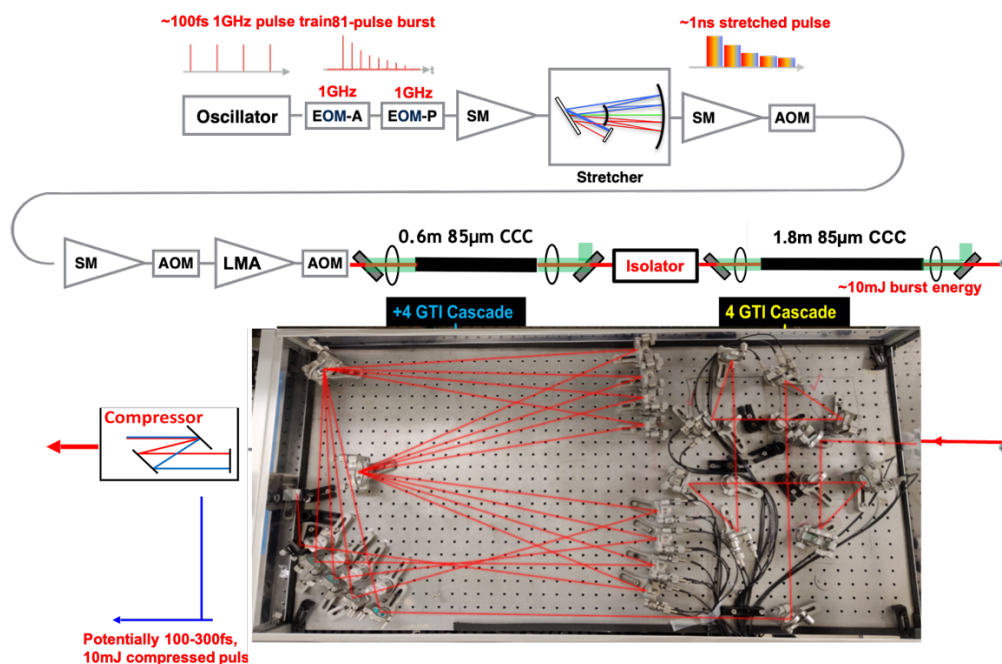 ~100fs 1GHz pulse train81-pulse burst
~1ns stretched pulse
t
1GHz
1GHz
Oscillator
EOM-A
EOM-P
SM
SM
AOM
Stretcher
SM
AOM
LMA
AOM
0.6m 85µm CCC
Isolator
1.8m 85µm CCC
~10mJ burst energy
+4 GTI Cascade
4 GTI Cascade
Compressor
Potentially 100-300fs,
10mJ compressed puls